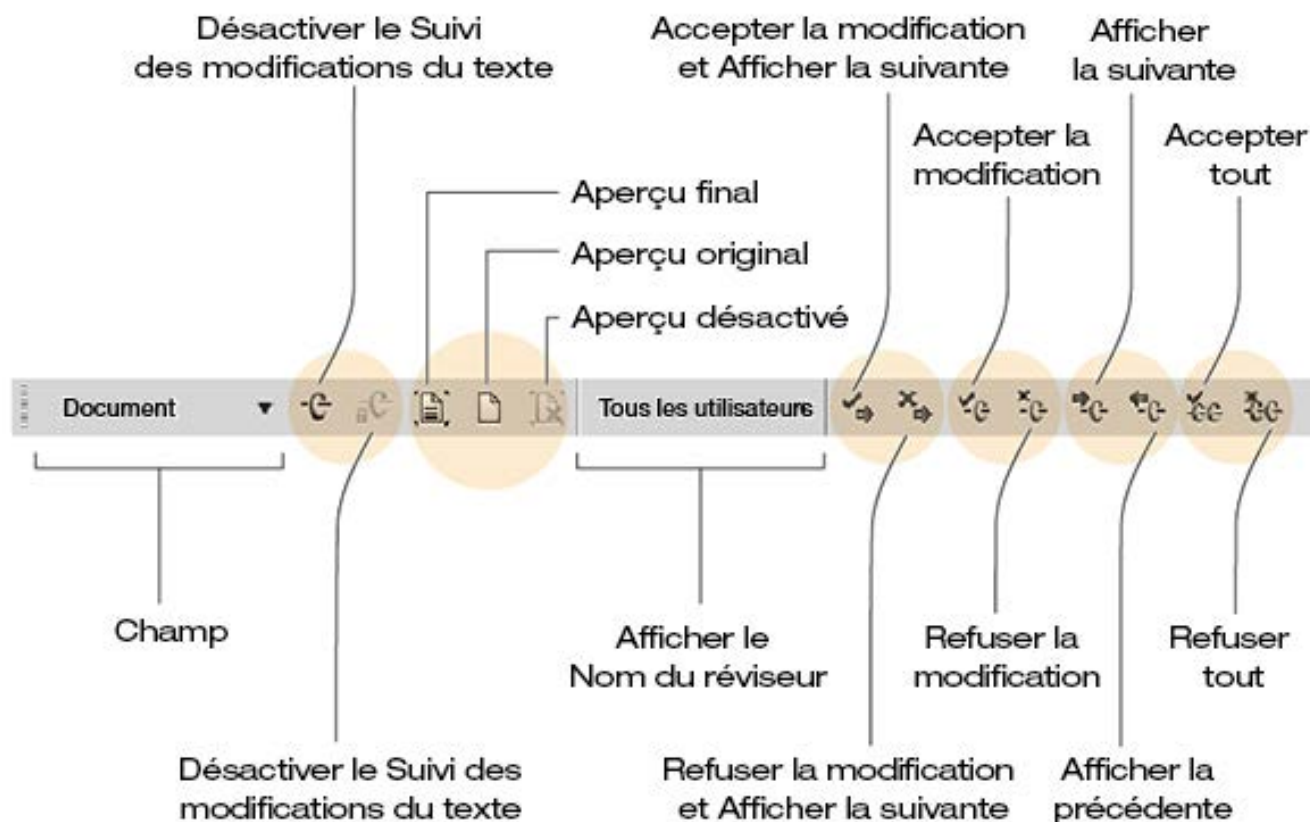 Désactiver le Suivi
des modifications du texte
Accepter la modification
et Afficher la suivante
Afficher
la suivante
Accepter la
modification
Accepter
tout
Aperçu final
Aperçu original
Aperçu désactivé
Document
Tous les utilisateurs
Champ
Afficher le
Nom du réviseur
Refuser la
modification
Refuser
tout
Désactiver le Suivi des
modifications du texte
Refuser la modification
et Afficher la suivante
Afficher la
précédente